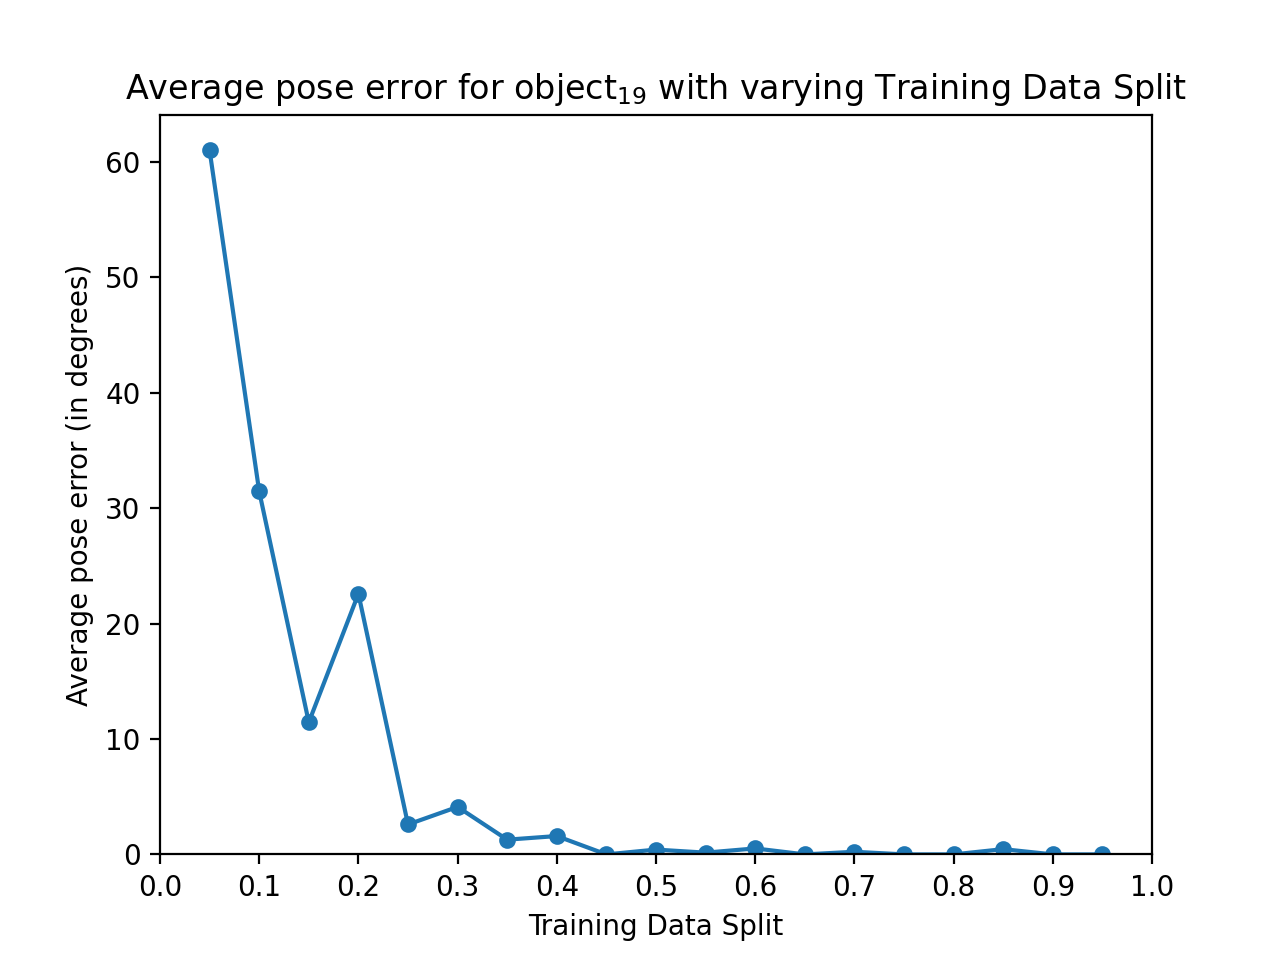 Average pose error for object₁₉ with varying Training Data Split
Average pose error (in degrees)
60
50
40
30
20
10
0
0.0 0.1 0.2 0.3 0.4 0.5 0.6 0.7 0.8 0.9 1.0
Training Data Split